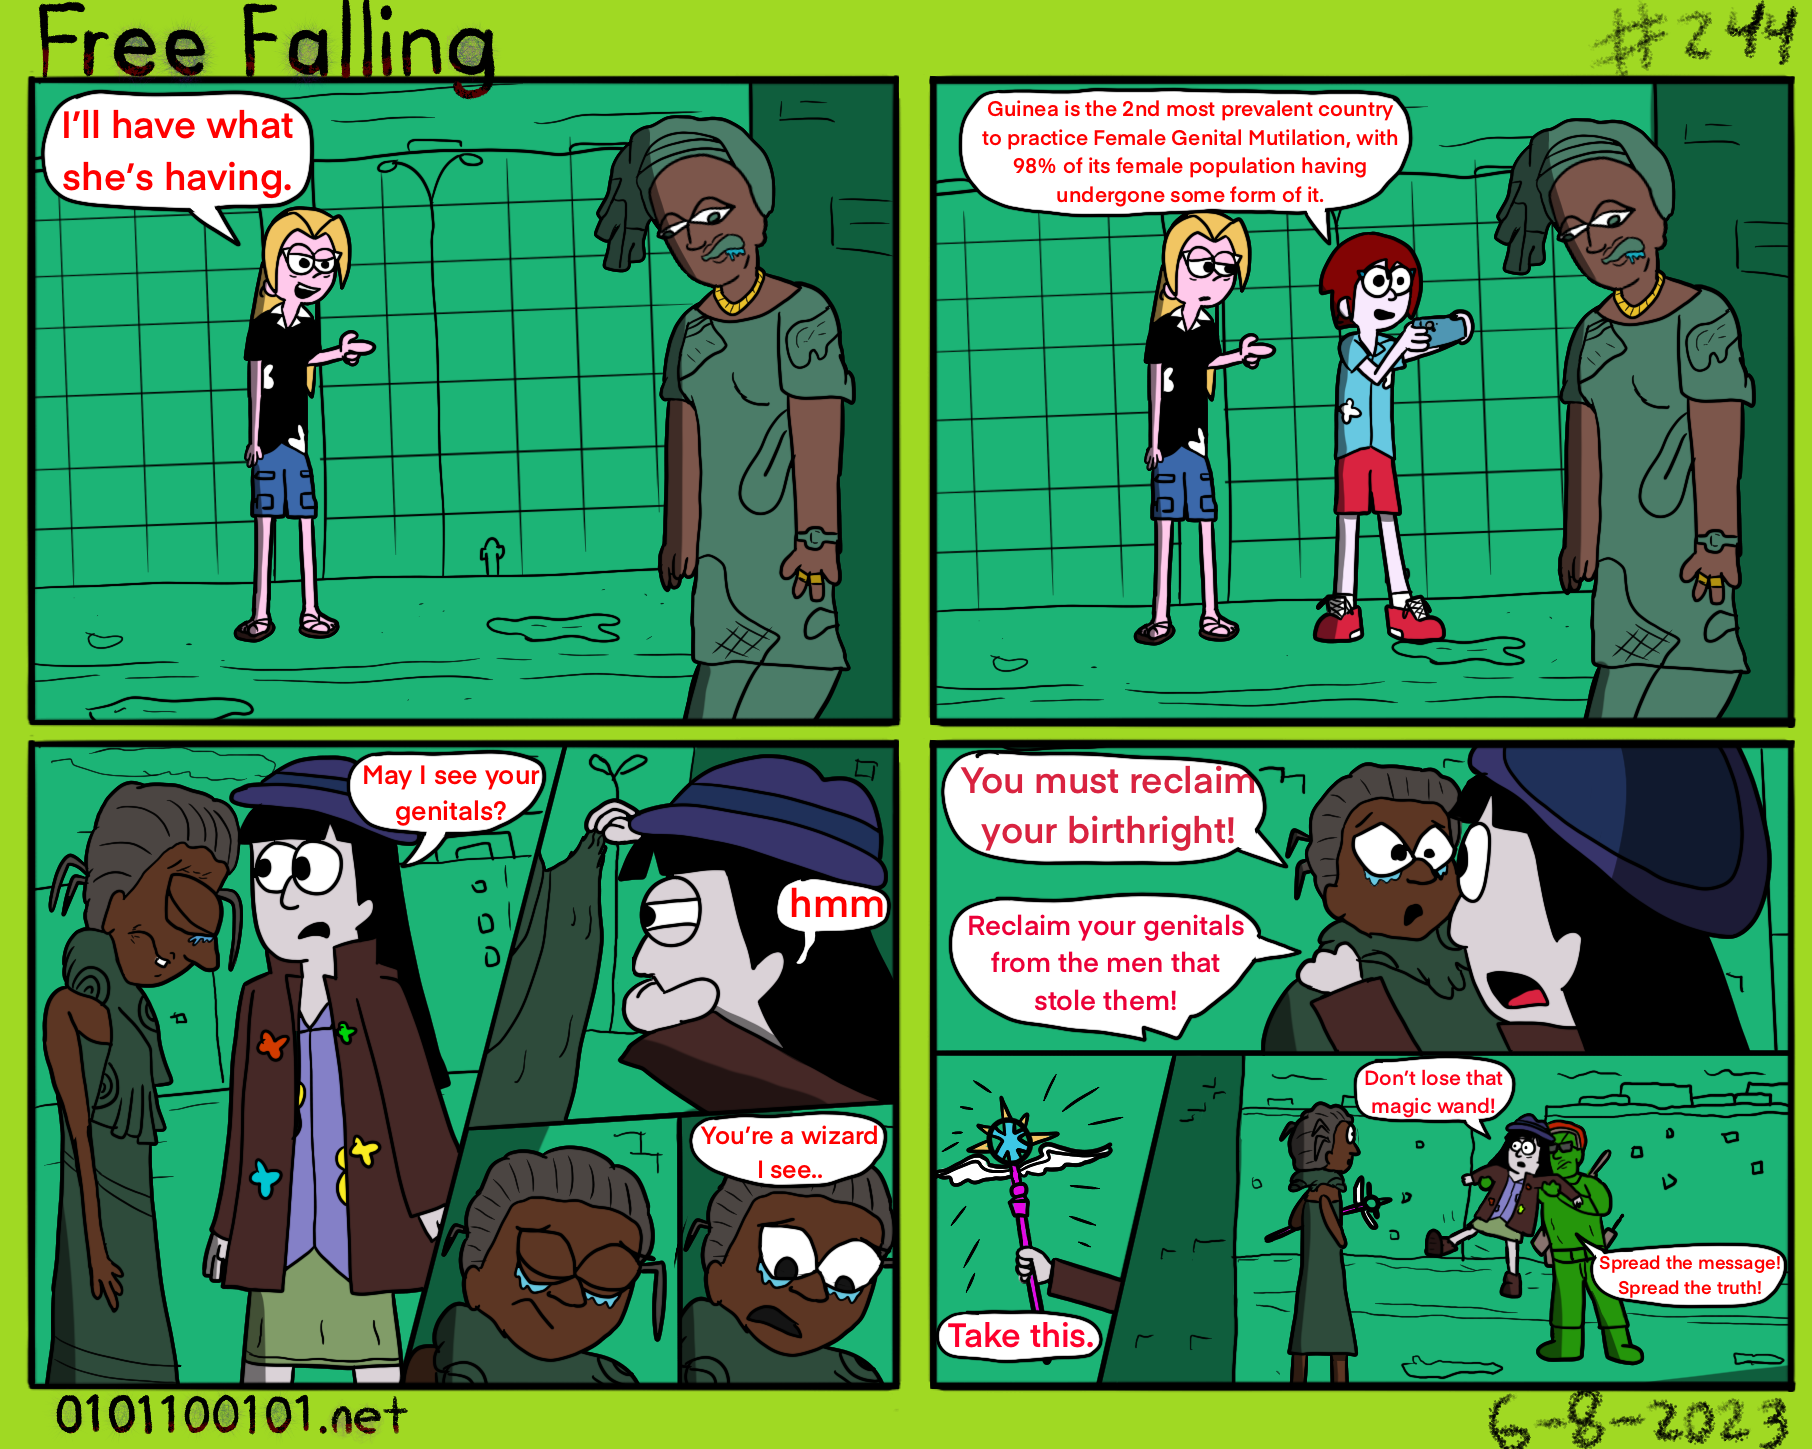 Free Falling
#244
I'll have what
she's having.
Guinea is the 2nd most prevalent country
to practice Female Genital Mutilation, with
98% of its female population having
undergone some form of it.
May I see your
genitals?
hmm
You're a wizard
I see..
You must reclaim
your birthright!
Reclaim your genitals
from the men that
stole them!
Take this.
Don't lose that
magic wand!
Spread the message!
Spread the truth!
0101100101.net
6-8-2023